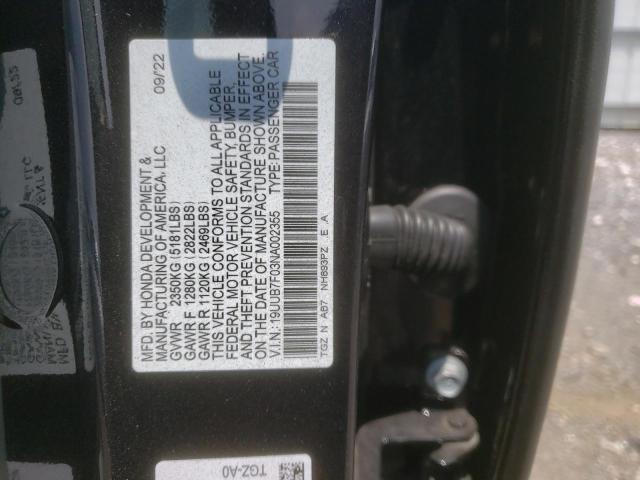 MFD. BY HONDA DEVELOPMENT & 09/22
MANUFACTURING OF AMERICA, LLC
GVWR 2350KG (5181LBS)
GAWR F 1280KG (2822LBS)
GAWR R 1120KG (2469LBS)
THIS VEHICLE CONFORMS TO ALL APPLICABLE
FEDERAL MOTOR VEHICLE SAFETY, BUMPER,
AND THEFT PREVENTION STANDARDS IN EFFECT
ON THE DATE OF MANUFACTURE SHOWN ABOVE.
V.I.N.: 19UUB7F03NA002355 TYPE: PASSENGER CAR
TGZ N AB7 NH893PZ E A
TGZ-A0